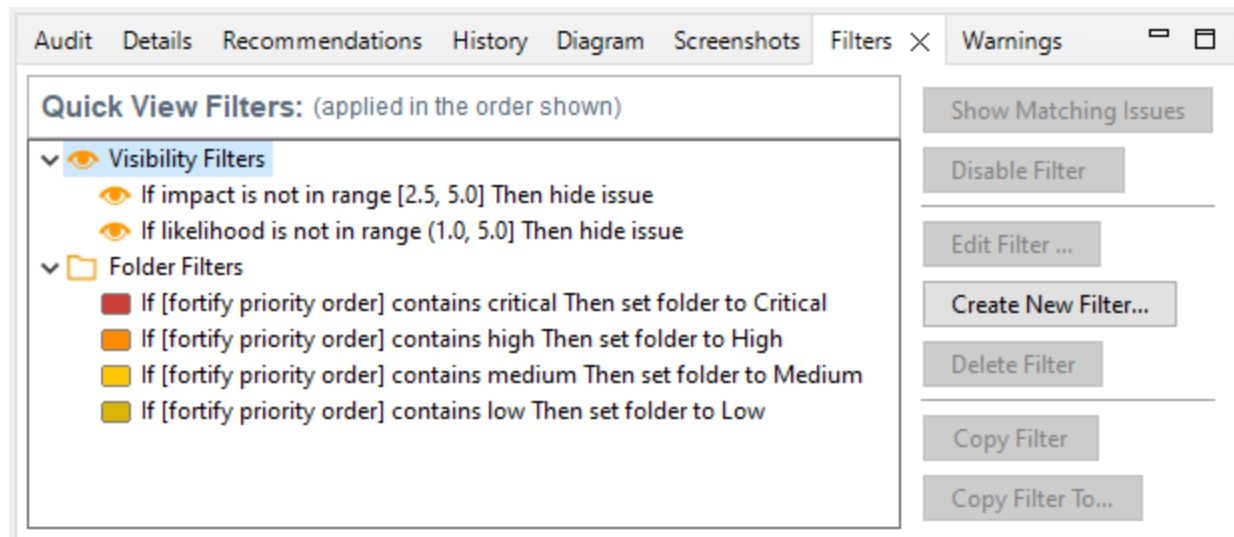 Audit Details Recommendations History Diagram Screenshots Filters Warnings
Quick View Filters: (applied in the order shown)
Visibility Filters
If impact is not in range [2.5, 5.0] Then hide issue
If likelihood is not in range (1.0, 5.0] Then hide issue
Folder Filters
If [fortify priority order] contains critical Then set folder to Critical
If [fortify priority order] contains high Then set folder to High
If [fortify priority order] contains medium Then set folder to Medium
If [fortify priority order] contains low Then set folder to Low
Show Matching Issues
Disable Filter
Edit Filter ...
Create New Filter...
Delete Filter
Copy Filter
Copy Filter To...